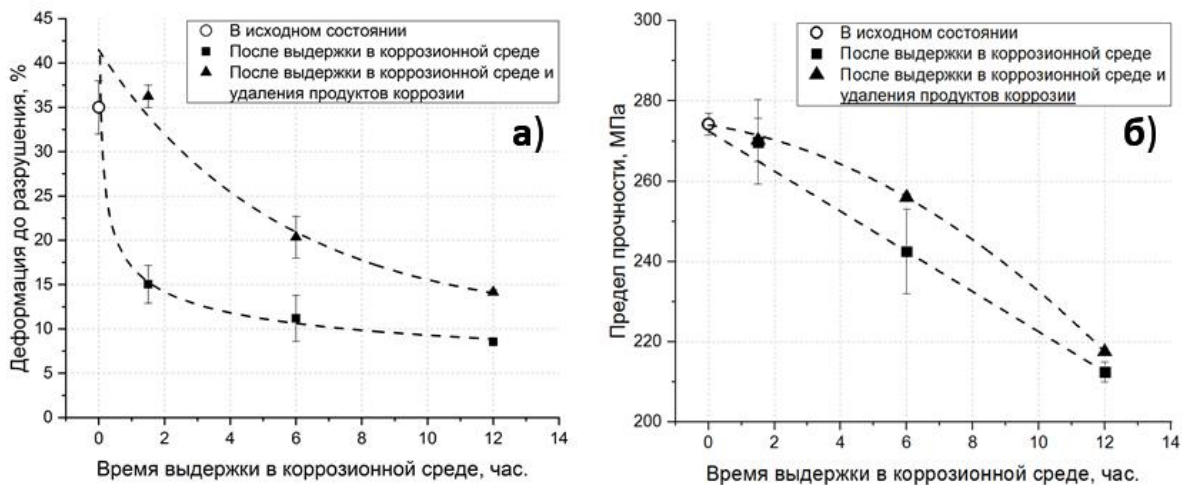 В исходном состоянии
После выдержки в коррозионной среде
После выдержки в коррозионной среде и
удаления продуктов коррозии
а)
Деформация до разрушения, %
45
40
35
30
25
20
15
10
5
0
0 2 4 6 8 10 12 14
Время выдержки в коррозионной среде, час.
В исходном состоянии
После выдержки в коррозионной среде
После выдержки в коррозионной среде и
удаления продуктов коррозии
б)
Предел прочности, МПа
300
280
260
240
220
200
0 2 4 6 8 10 12 14
Время выдержки в коррозионной среде, час.